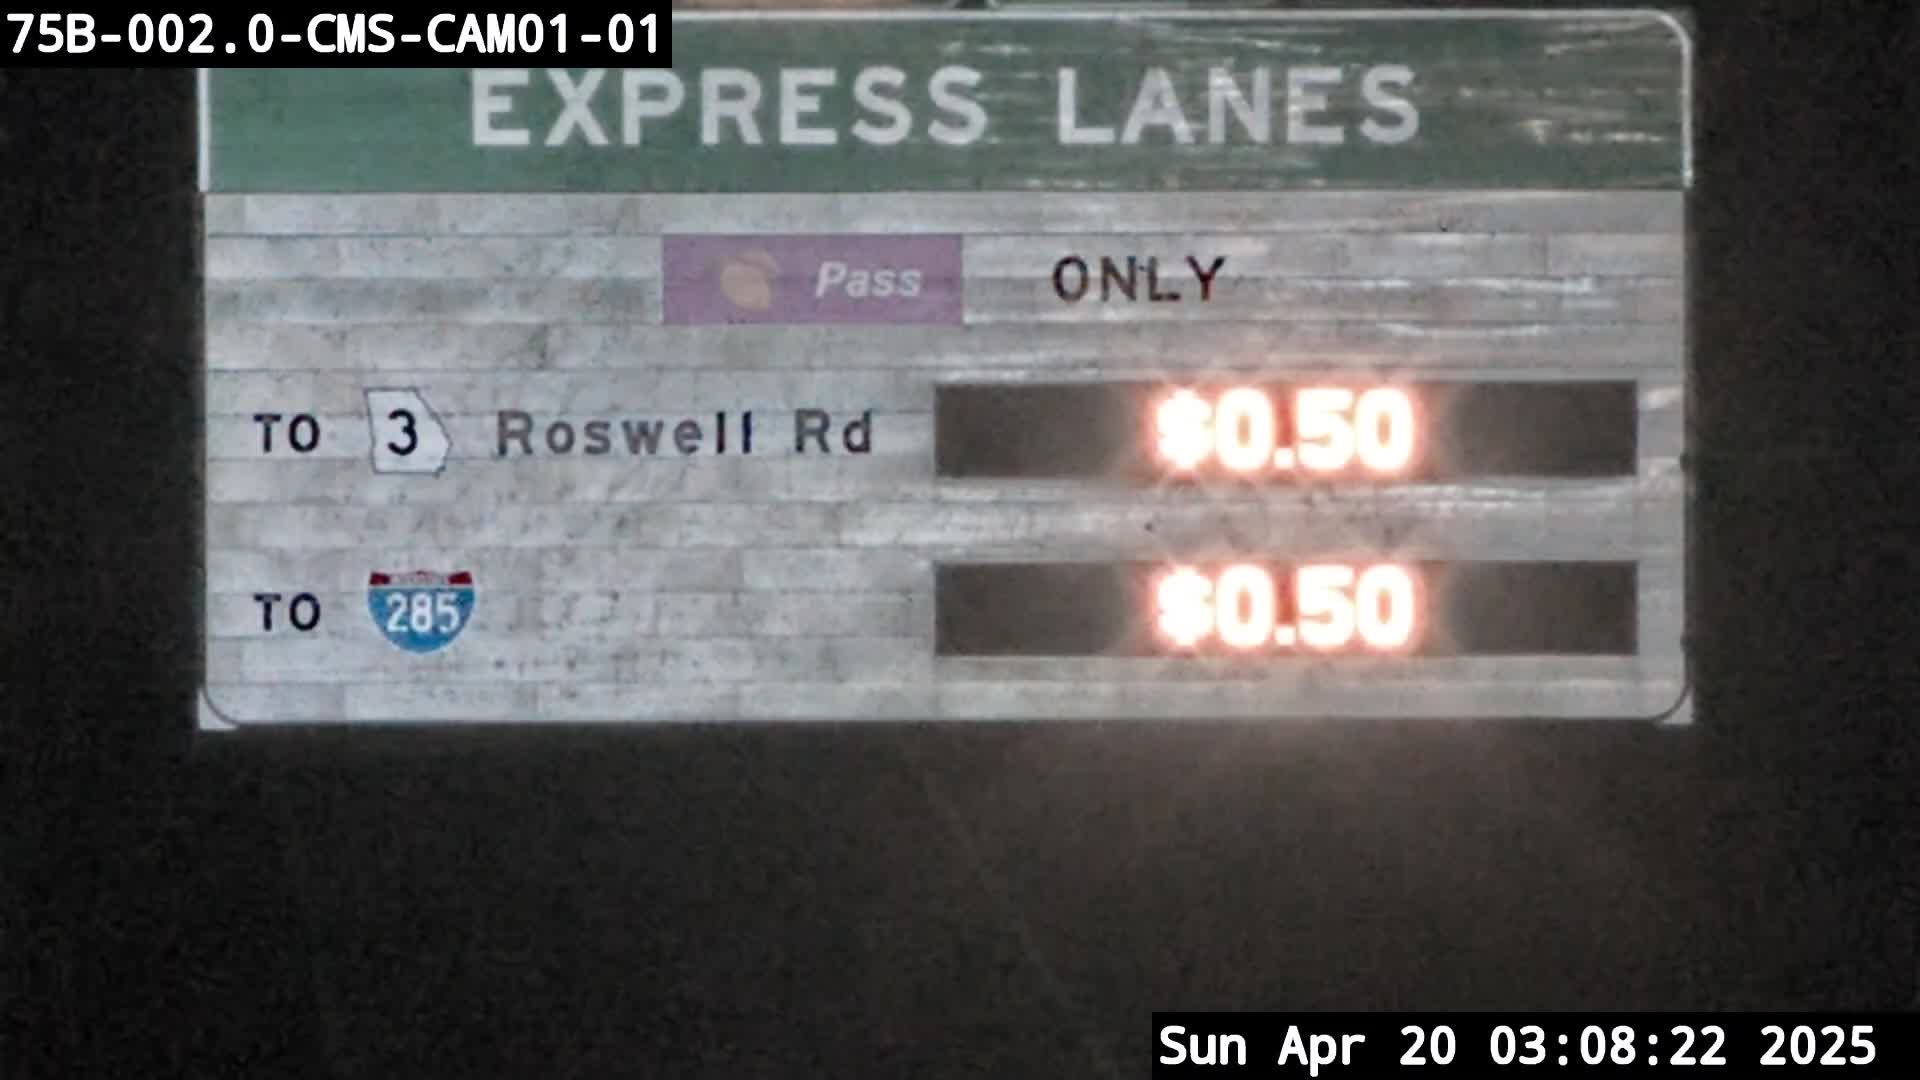 75B-002.0-CMS-CAM01-01
EXPRESS LANES
Pass ONLY
TO 3 Roswell Rd $0.50
TO 285 $0.50
Sun Apr 20 03:08:22 2025